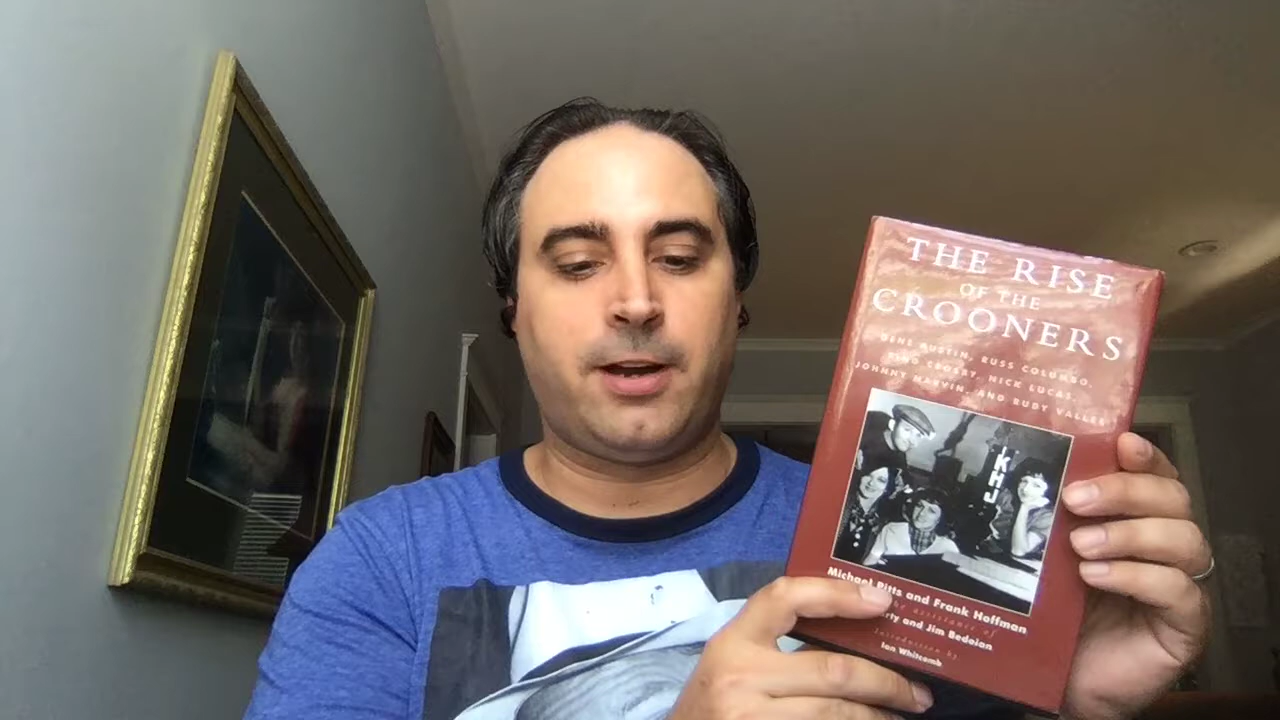 THE RISE
OF THE
CROONERS
GENE AUSTIN, RUSS COLUMBO,
BING CROSBY, NICK LUCAS,
JOHNNY MARVIN, AND RUDY VALLEE
KHJ
Michael Pitts and Frank Hoffman
the assistance of
rty and Jim Bedoian
Introduction by
Ian Whitcomb